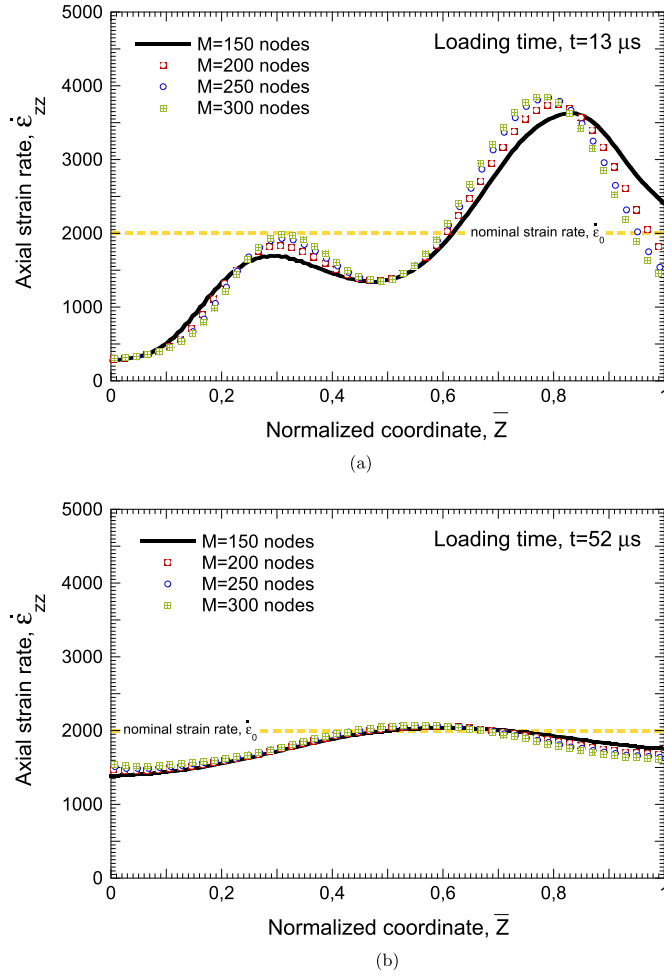 5000
4000
3000
2000
1000
0
0
0,2
0,4
0,6
0,8
1
Axial strain rate, ε̇zz
Normalized coordinate, Z̅
M=150 nodes
M=200 nodes
M=250 nodes
M=300 nodes
Loading time, t=13 μs
nominal strain rate, ε̇0
(a)
5000
4000
3000
2000
1000
0
0
0,2
0,4
0,6
0,8
1
Axial strain rate, ε̇zz
Normalized coordinate, Z̅
M=150 nodes
M=200 nodes
M=250 nodes
M=300 nodes
Loading time, t=52 μs
nominal strain rate, ε̇0
(b)